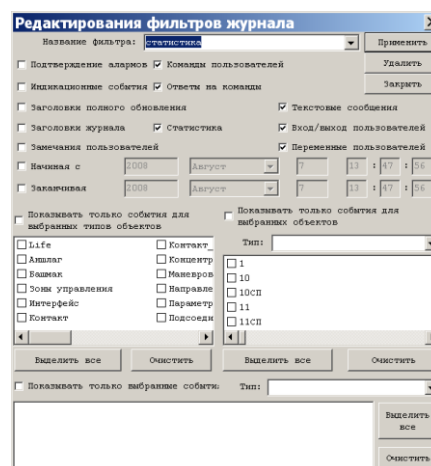 Редактирования фильтров журнала
Название фильтра: статистика Применить
Подтверждение алармов Команды пользователей Удалить
Индикационные события Ответы на команды Закрыть
Заголовки полного обновления Текстовые сообщения
Заголовки журнала Статистика Вход/выход пользователей
Замечания пользователей Переменные пользователей
Начиная с 2008 Август 7 13 : 47 : 56
Заканчивая 2008 Август 7 13 : 47 : 56
Показывать только события для
выбранных типов объектов
Показывать только события для
выбранных объектов
Life Контакт_
Аншлаг Концентр
Башмак Маневров
Зоны управления Направле
Интерфейс Параметр
Контакт Подсоеди
Тип:
1
10
10СП
11
11СП
Выделить все Очистить Выделить все Очистить
Показывать только выбранные событи Тип:
Выделить
все
Очистить